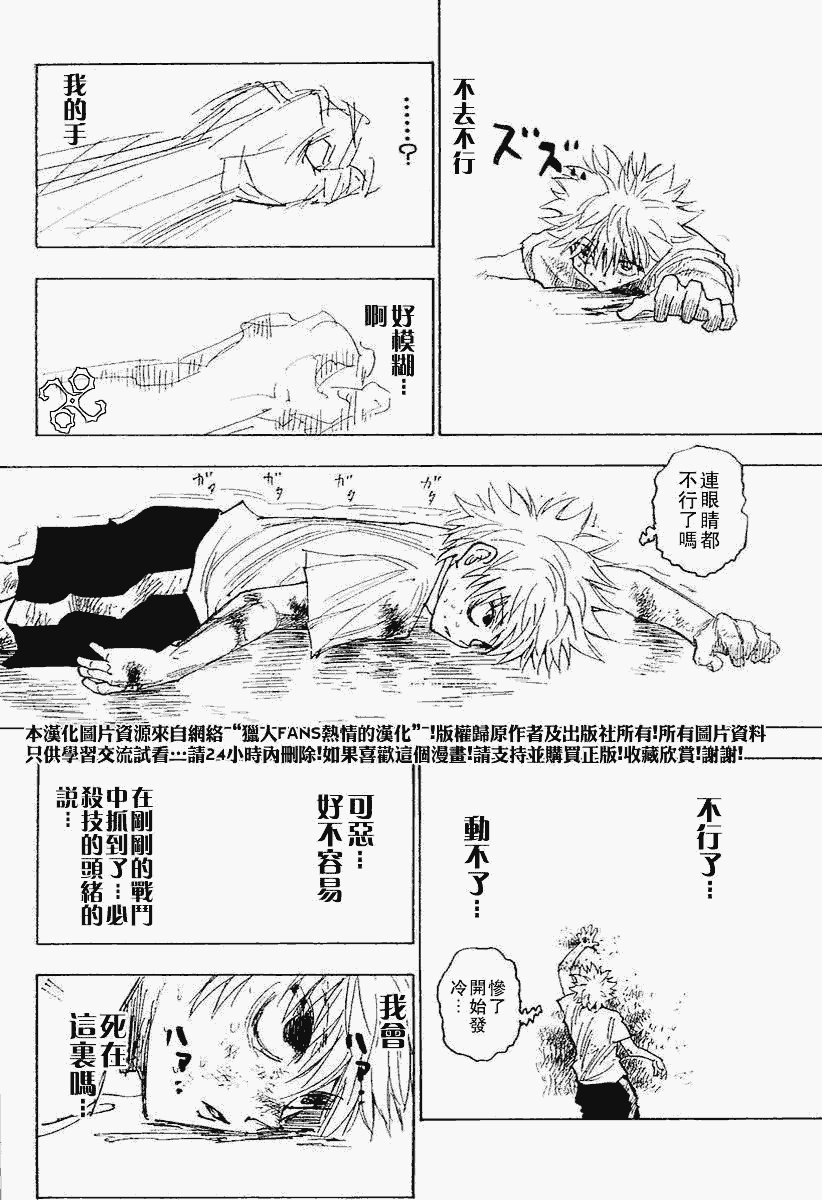 不去不行
ズズ…
……?
我的手
好模糊…
啊
連眼睛都
不行了嗎
ガタ
ガタ
ガタ
ガタ
本漢化圖片資源來自網絡-“獵人FANS熱情的漢化”!版權歸原作者及出版社所有!所有圖片資料
只供學習交流試看…請24小時內刪除!如果喜歡這個漫畫!請支持並購買正版!收藏欣賞!謝謝!
不行了…
動不了…
慘了
開始發
冷…
可惡…
好不容易
在剛剛的戰鬥
中抓到了…必
殺技的頭緒的
說…
我會
死在
這裏嗎…
ハァ…
ハァ…